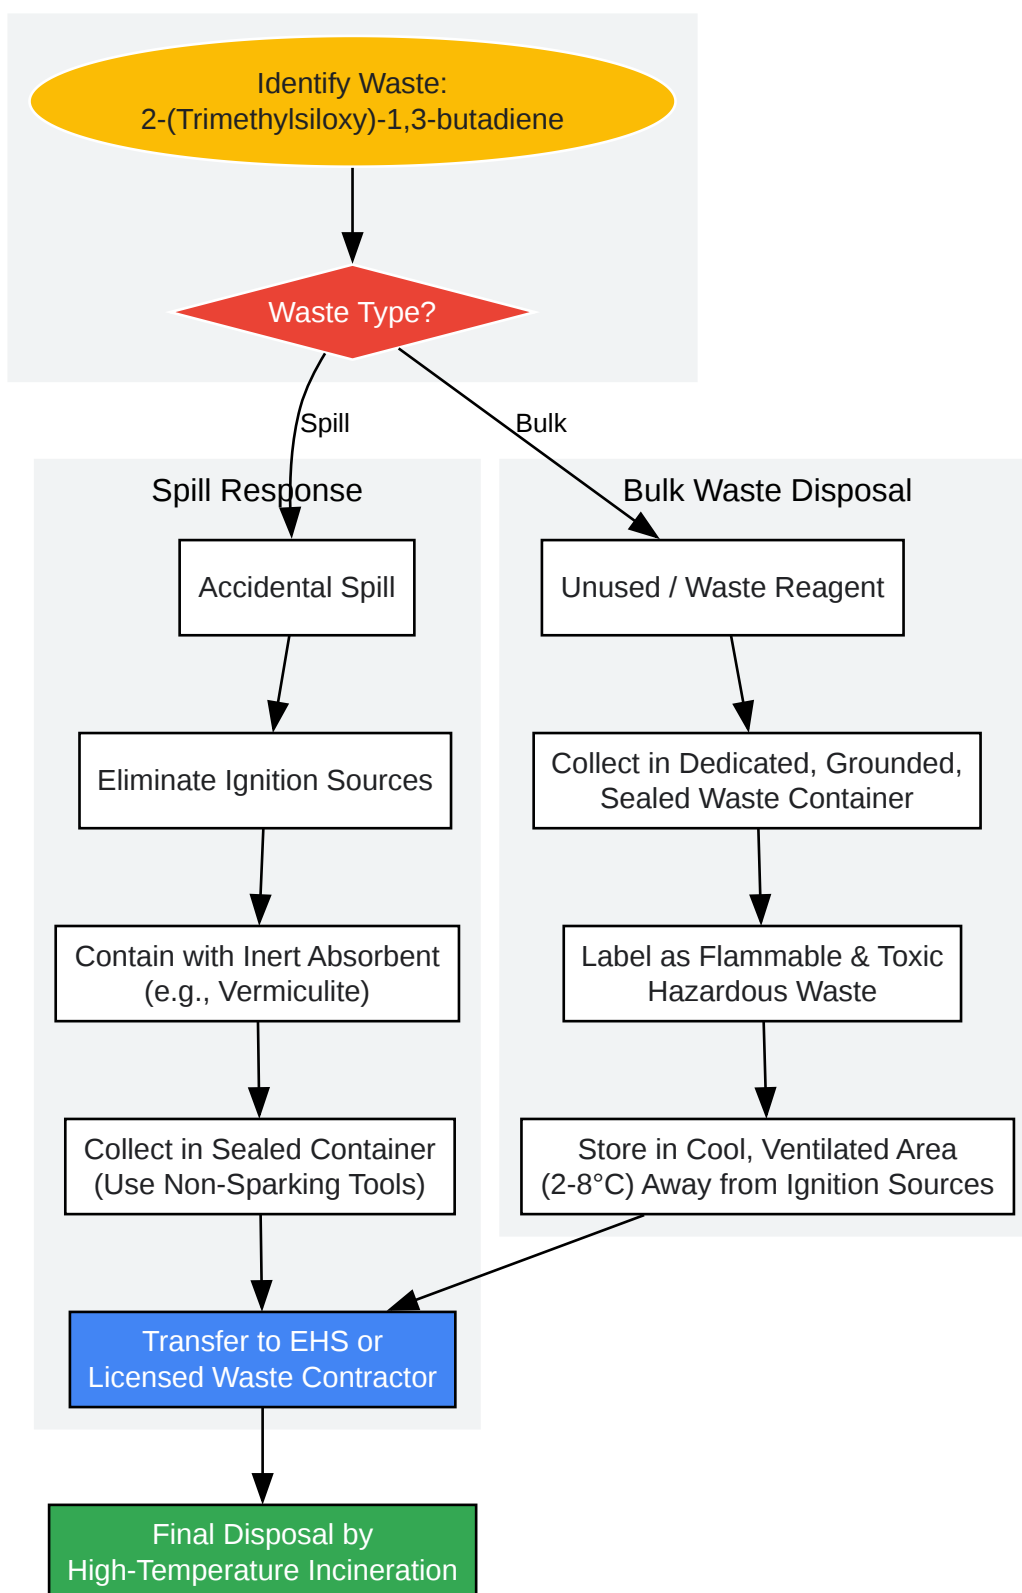 Identify Waste:
2-(Trimethylsiloxy)-1,3-butadiene
Waste Type?
Spill
Bulk
Spill Response
Accidental Spill
Eliminate Ignition Sources
Contain with Inert Absorbent
(e.g., Vermiculite)
Collect in Sealed Container
(Use Non-Sparking Tools)
Transfer to EHS or
Licensed Waste Contractor
Bulk Waste Disposal
Unused / Waste Reagent
Collect in Dedicated, Grounded,
Sealed Waste Container
Label as Flammable & Toxic
Hazardous Waste
Store in Cool, Ventilated Area
(2-8°C) Away from Ignition Sources
Final Disposal by
High-Temperature Incineration